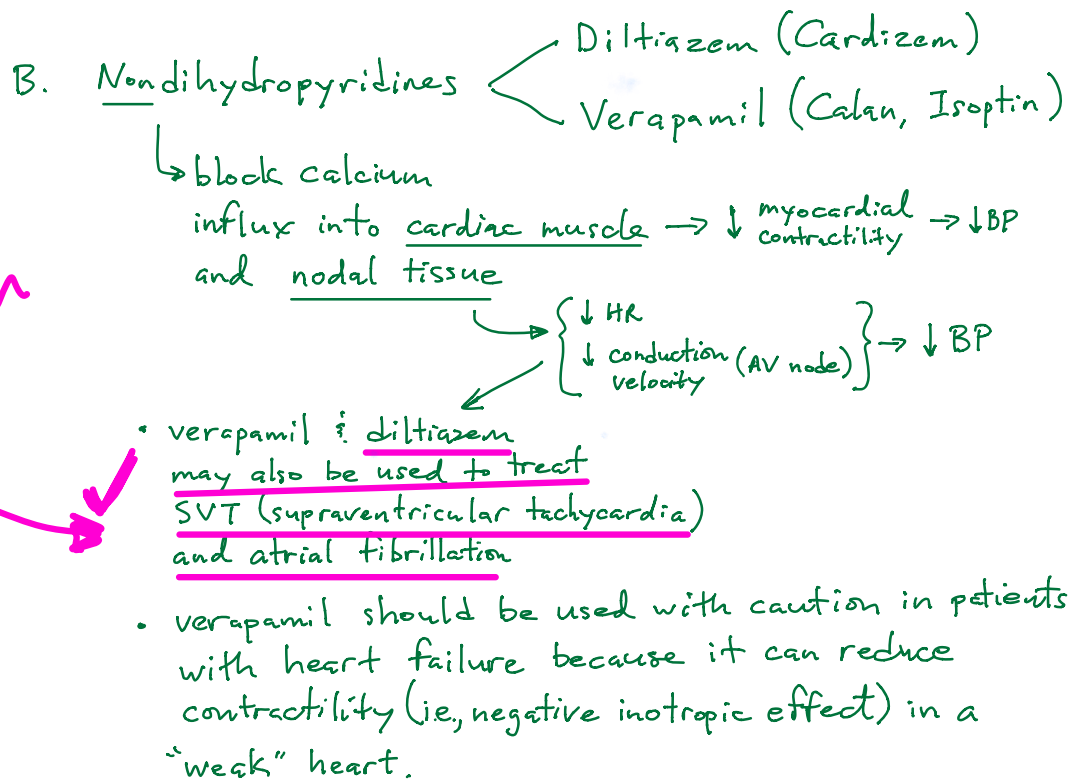 B. Nondihydropyridines
Diltiazem (Cardizem)
Verapamil (Calan, Isoptin)
↳ block calcium
influx into cardiac muscle → ↓ myocardial contractility → ↓BP
and nodal tissue
↓ HR
↓ conduction velocity (AV node) → ↓ BP
• verapamil & diltiazem
may also be used to treat
SVT (supraventricular tachycardia)
and atrial fibrillation
• verapamil should be used with caution in patients
with heart failure because it can reduce
contractility (i.e., negative inotropic effect) in a
"weak" heart.